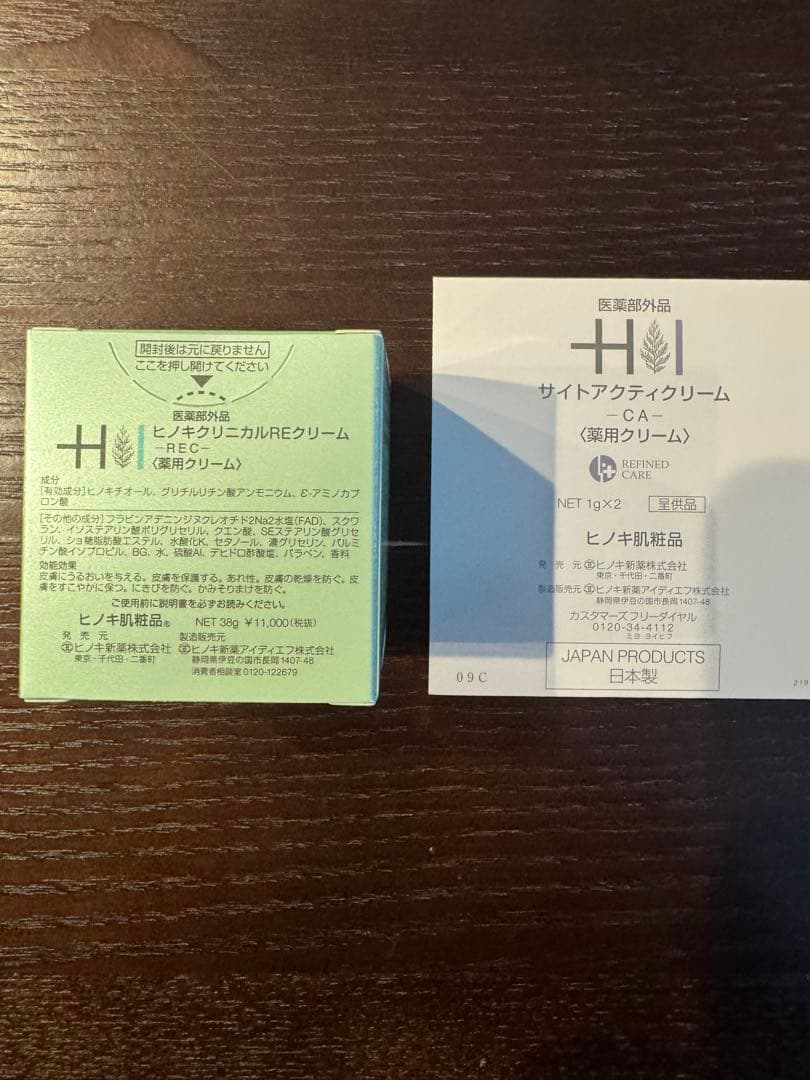 開封後は元に戻りません
ここを押し開けてください
医薬部外品
HI
ヒノキクリニカルREクリーム
−REC−
〈薬用クリーム〉
成分
[有効成分]ヒノキチオール、グリチルリチン酸アンモニウム、ε-アミノカプ
ロン酸
[その他の成分]フラビンアデニンジヌクレオチド2Na2水塩(FAD)、スクワ
ラン、イソステアリン酸ポリグリセリル、クエン酸、SEステアリン酸グリセ
リル、ショ糖脂肪酸エステル、水酸化K、セタノール、濃グリセリン、パルミ
チン酸イソプロピル、BG、水、硫酸Al、デヒドロ酢酸塩、パラベン、香料
効能効果
皮膚にうるおいを与える。皮膚を保護する。あれ性。皮膚の乾燥を防ぐ。皮
膚をすこやかに保つ。にきびを防ぐ。かみそりまけを防ぐ。
ご使用前に説明書を必ずお読みください。
ヒノキ肌粧品® NET 38g ¥11,000(税抜)
発売元
ヒノキ新薬株式会社
東京・千代田・二番町
製造販売元
ヒノキ新薬アイディエフ株式会社
静岡県伊豆の国市長岡1407-48
消費者相談室0120-122679
医薬部外品
HI
サイトアクティクリーム
−CA−
〈薬用クリーム〉
REFINED
CARE
NET 1g×2 呈供品
ヒノキ肌粧品
発売元 ヒノキ新薬株式会社
東京・千代田・二番町
製造販売元 ヒノキ新薬アイディエフ株式会社
静岡県伊豆の国市長岡1407-48
カスタマーズフリーダイヤル
0120-34-4112
ミヨ ヨイヒフ
JAPAN PRODUCTS
日本製
09C
219